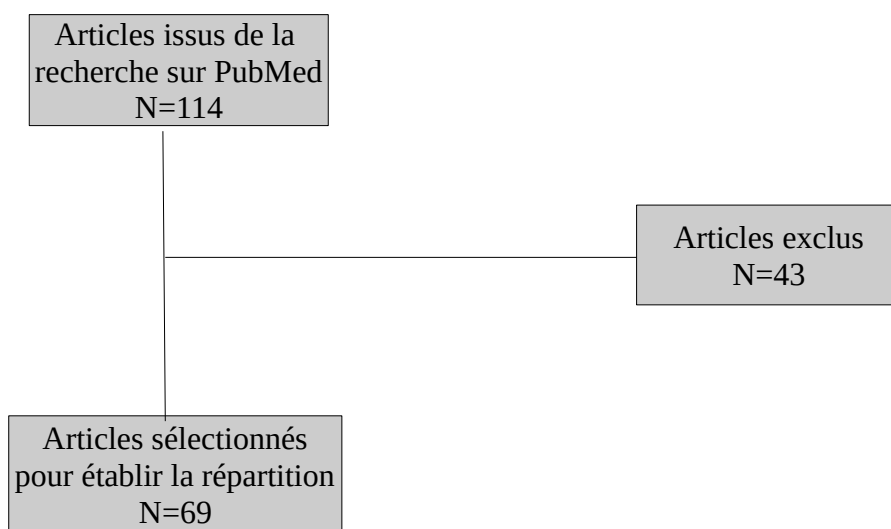 Articles issus de la
recherche sur PubMed
N=114
Articles exclus
N=43
Articles sélectionnés
pour établir la répartition
N=69